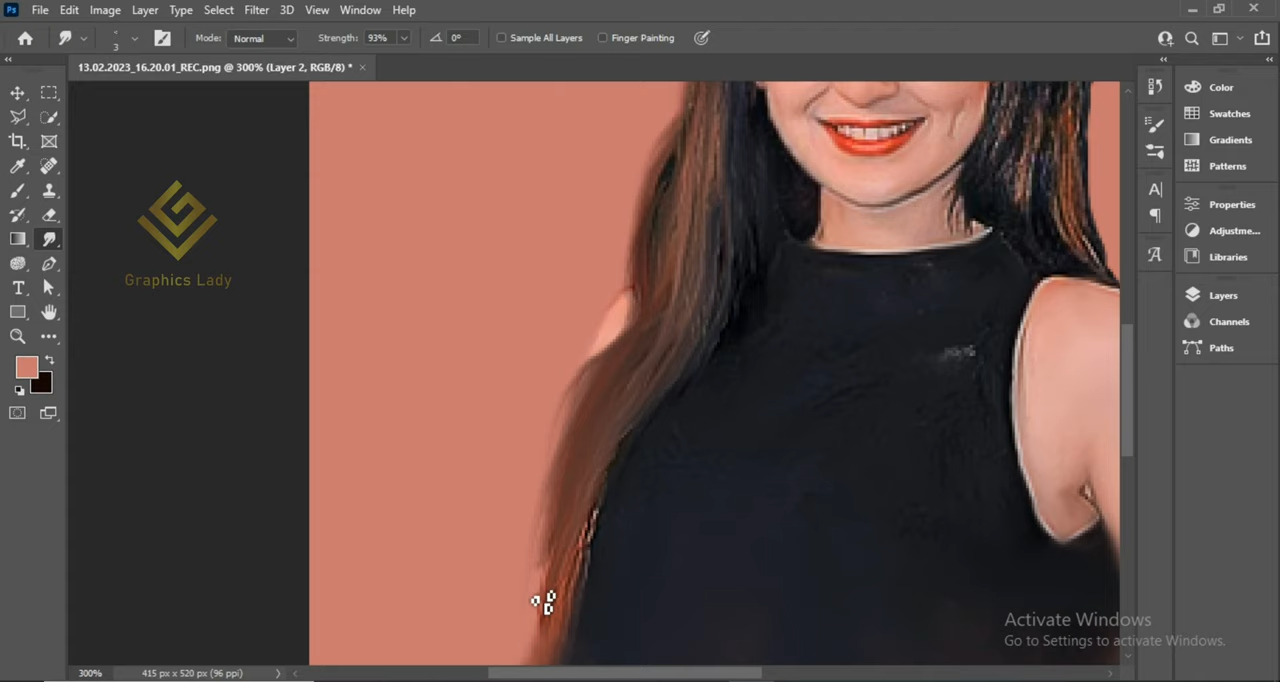 Ps File Edit Image Layer Type Select Filter 3D View Window Help
3 Mode: Normal Strength: 93% 0° Sample All Layers Finger Painting
13.02.2023_16.20.01_REC.png @ 300% (Layer 2, RGB/8) *
Color
Swatches
Gradients
Patterns
Properties
Adjustme...
Libraries
Layers
Channels
Paths
Graphics Lady
Activate Windows
Go to Settings to activate Windows.
300% 415 px x 520 px (96 ppi)